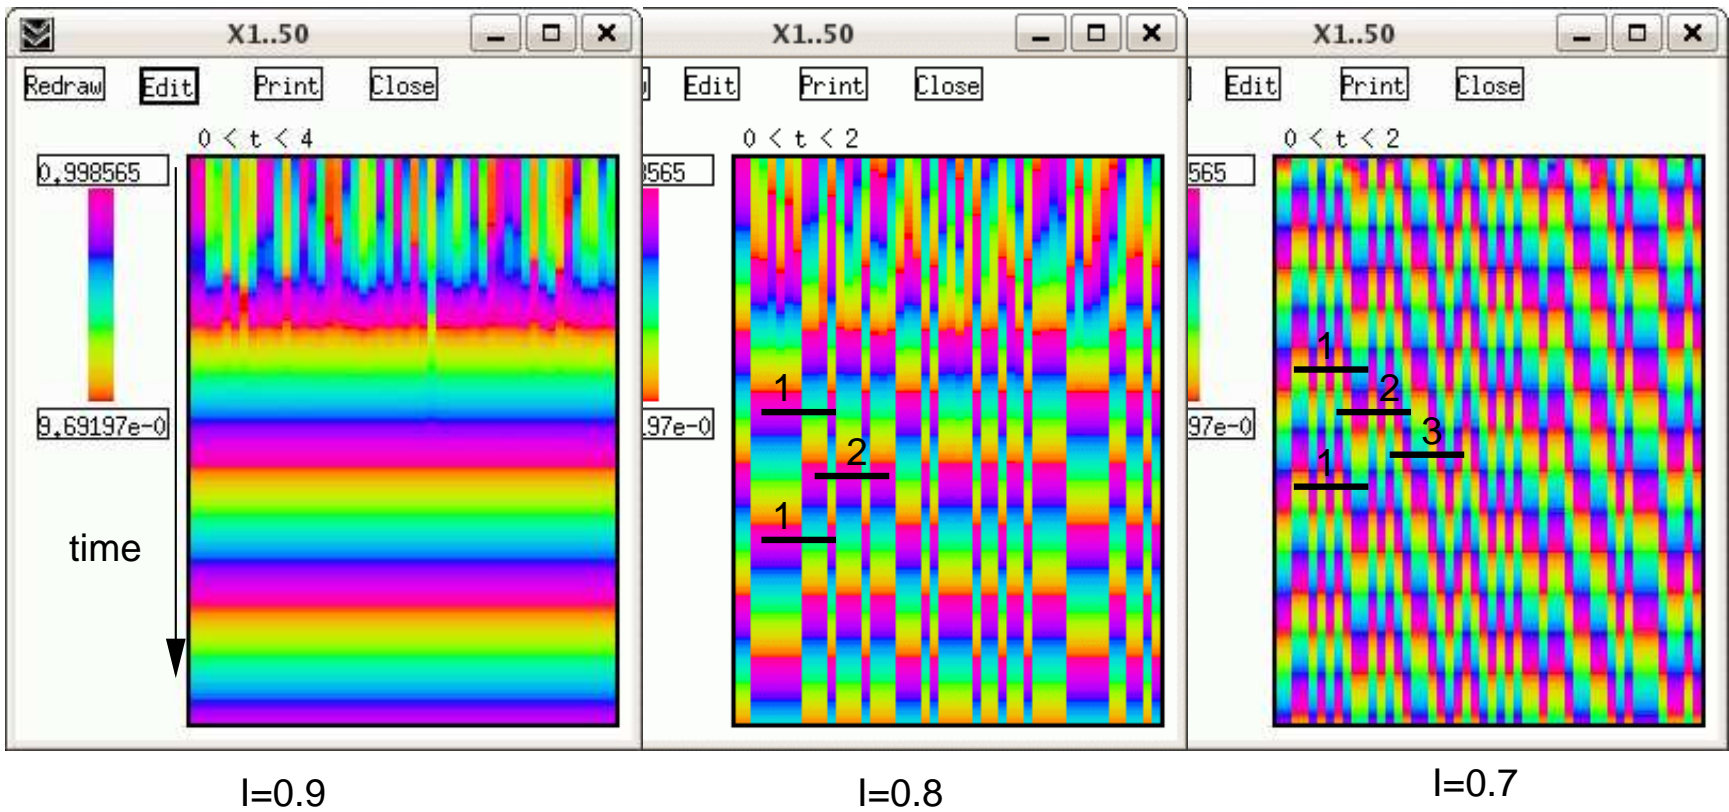 X1..50
Redraw Edit Print Close
0 < t < 4
0.998565
9.69197e-0
time
l=0.9
X1..50
Edit Print Close
0 < t < 2
8565
.97e-0
1
2
1
l=0.8
X1..50
Edit Print Close
0 < t < 2
565
97e-0
1
2
3
1
l=0.7